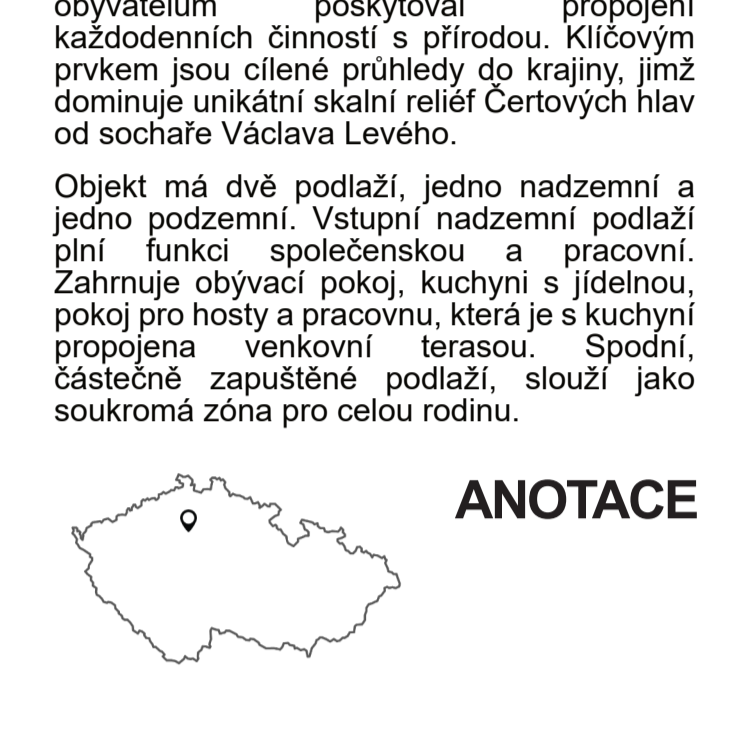 obyvatelům poskytoval propojení
každodenních činností s přírodou. Klíčovým
prvkem jsou cílené průhledy do krajiny, jimž
dominuje unikátní skalní reliéf Čertových hlav
od sochaře Václava Levého.
Objekt má dvě podlaží, jedno nadzemní a
jedno podzemní. Vstupní nadzemní podlaží
plní funkci společenskou a pracovní.
Zahrnuje obývací pokoj, kuchyni s jídelnou,
pokoj pro hosty a pracovnu, která je s kuchyní
propojena venkovní terasou. Spodní,
částečně zapuštěné podlaží, slouží jako
soukromá zóna pro celou rodinu.
ANOTACE